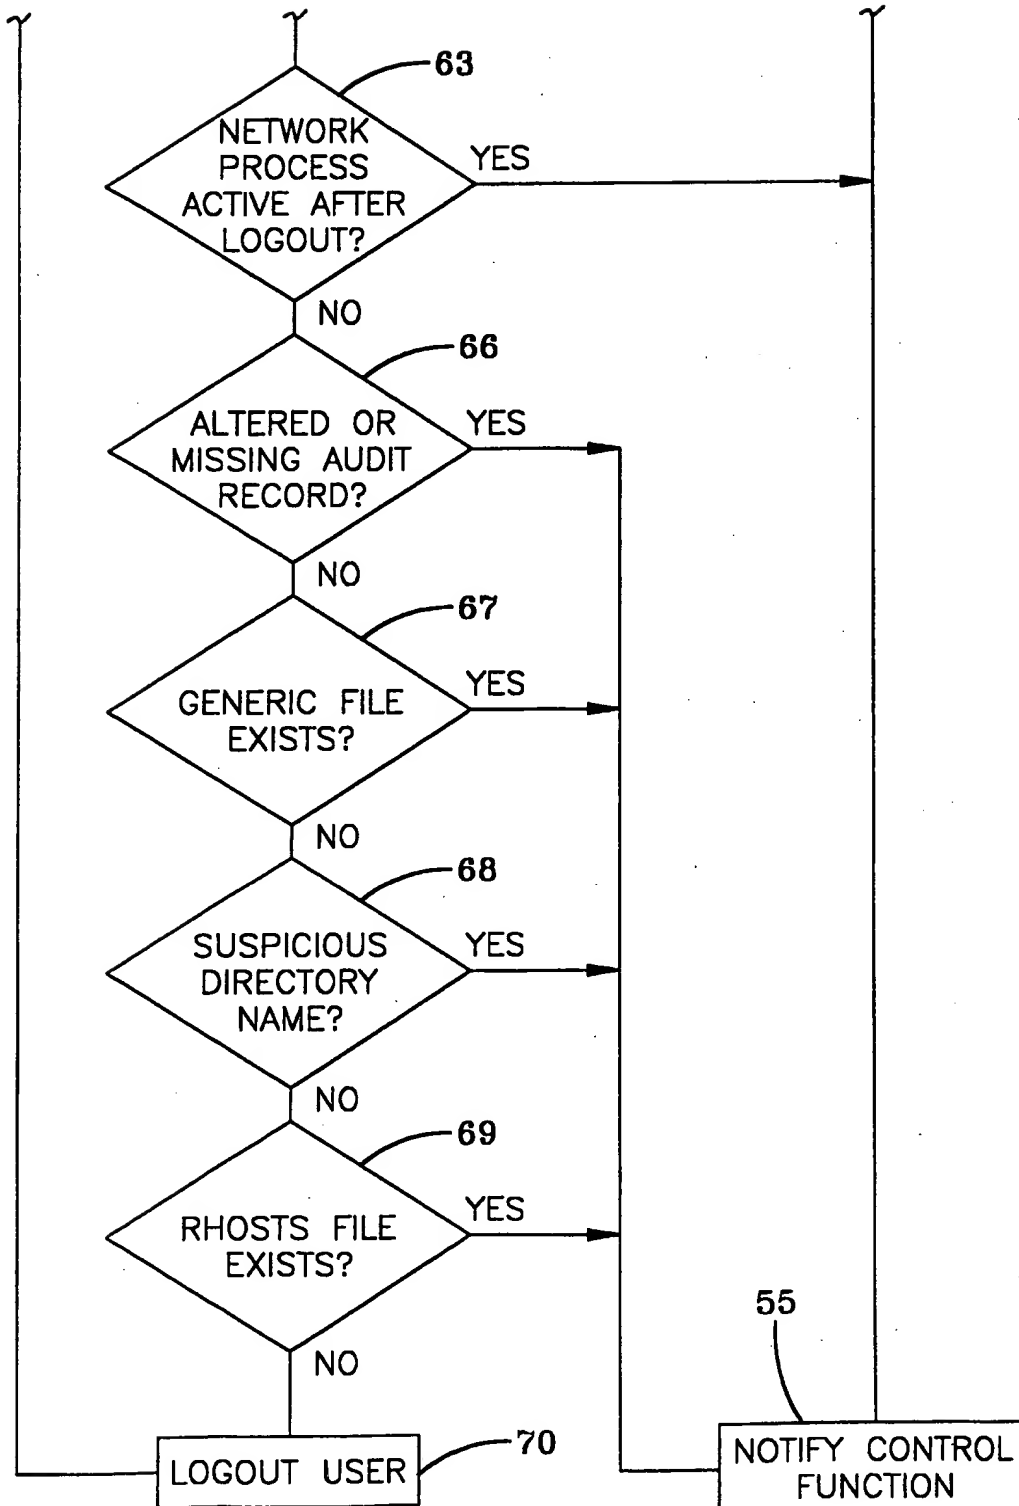 63
NETWORK
PROCESS
ACTIVE AFTER
LOGOUT?
YES
NO
66
ALTERED OR
MISSING AUDIT
RECORD?
YES
NO
67
GENERIC FILE
EXISTS?
YES
NO
68
SUSPICIOUS
DIRECTORY
NAME?
YES
NO
69
RHOSTS FILE
EXISTS?
YES
NO
55
70
LOGOUT USER
NOTIFY CONTROL
FUNCTION